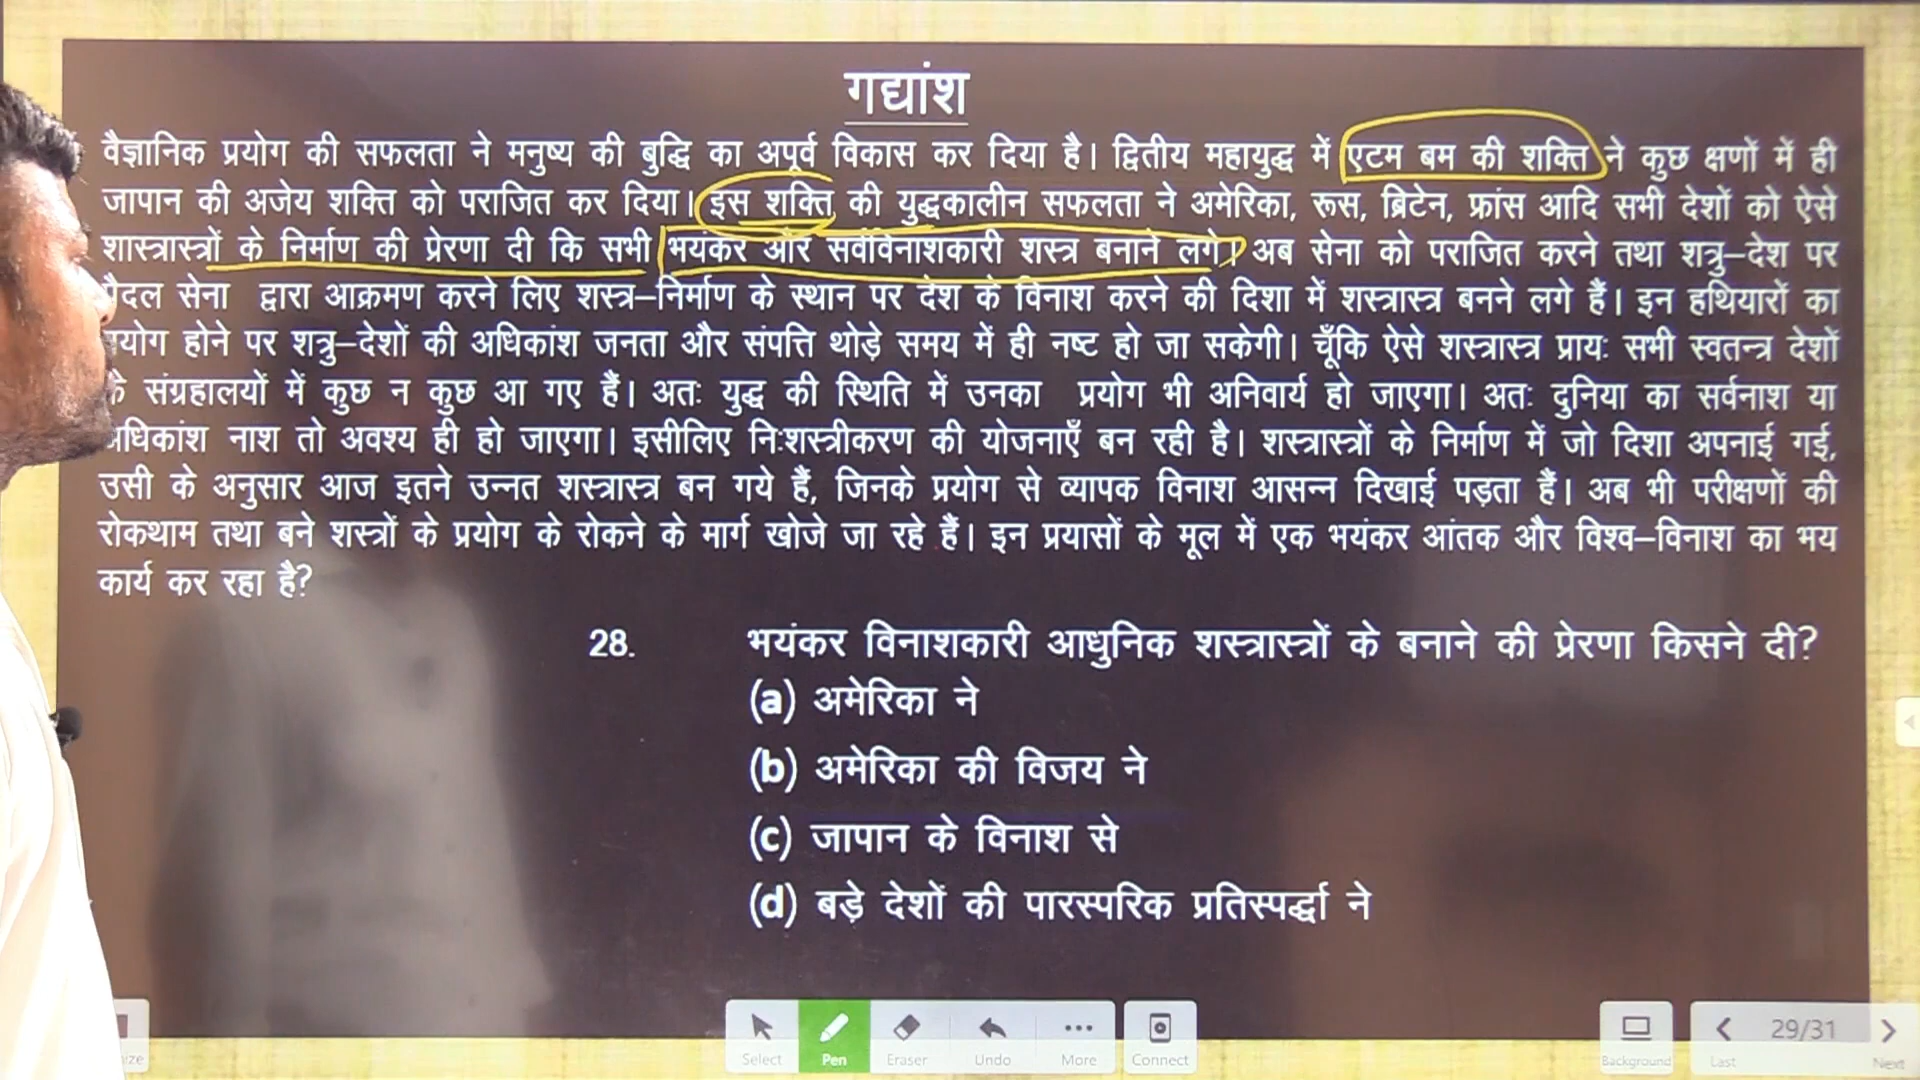 गद्यांश
वैज्ञानिक प्रयोग की सफलता ने मनुष्य की बुद्धि का अपूर्व विकास कर दिया है। द्वितीय महायुद्ध में एटम बम की शक्ति ने कुछ क्षणों में ही
जापान की अजेय शक्ति को पराजित कर दिया। इस शक्ति की युद्धकालीन सफलता ने अमेरिका, रूस, ब्रिटेन, फ्रांस आदि सभी देशों को ऐसे
शास्त्रास्त्रों के निर्माण की प्रेरणा दी कि सभी भयंकर और सर्वविनाशकारी शस्त्र बनाने लगे। अब सेना को पराजित करने तथा शत्रु–देश पर
पैदल सेना द्वारा आक्रमण करने लिए शस्त्र–निर्माण के स्थान पर देश के विनाश करने की दिशा में शस्त्रास्त्र बनने लगे हैं। इन हथियारों का
होने पर शत्रु–देशों की अधिकांश जनता और संपत्ति थोड़े समय में ही नष्ट हो जा सकेगी। चूँकि ऐसे शस्त्रास्त्र प्रायः सभी स्वतन्त्र देशों
के संग्रहालयों में कुछ न कुछ आ गए हैं। अतः युद्ध की स्थिति में उनका प्रयोग भी अनिवार्य हो जाएगा। अतः दुनिया का सर्वनाश या
अधिकांश नाश तो अवश्य ही हो जाएगा। इसीलिए निःशस्त्रीकरण की योजनाएँ बन रही है। शस्त्रास्त्रों के निर्माण में जो दिशा अपनाई गई,
उसी के अनुसार आज इतने उन्नत शस्त्रास्त्र बन गये हैं, जिनके प्रयोग से व्यापक विनाश आसन्न दिखाई पड़ता हैं। अब भी परीक्षणों की
रोकथाम तथा बने शस्त्रों के प्रयोग के रोकने के मार्ग खोजे जा रहे हैं। इन प्रयासों के मूल में एक भयंकर आंतक और विश्व–विनाश का भय
कार्य कर रहा है?
28. भयंकर विनाशकारी आधुनिक शस्त्रास्त्रों के बनाने की प्रेरणा किसने दी?
(a) अमेरिका ने
(b) अमेरिका की विजय ने
(c) जापान के विनाश से
(d) बड़े देशों की पारस्परिक प्रतिस्पर्द्धा ने
Select Pen Eraser Undo More Connect Background Last 29/31 Next